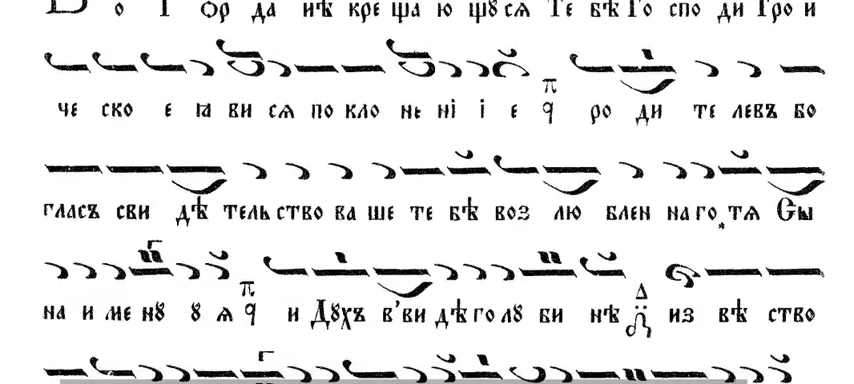 В о І ѻр да нѣ кре ща ю щꙋ сѧ Те бѣ Го спо ди Тро и
че ско е ꙗ ви сѧ по кло не ні і е ро ди те левъ бо
гласъ сви дѣ тель ство ва ше те бѣ воз лю блен на го, тѧ Сы
на и ме нꙋ ꙋ ѧ и Дꙋхъ в̾ ви дѣ го лꙋ би нѣ из вѣ ство